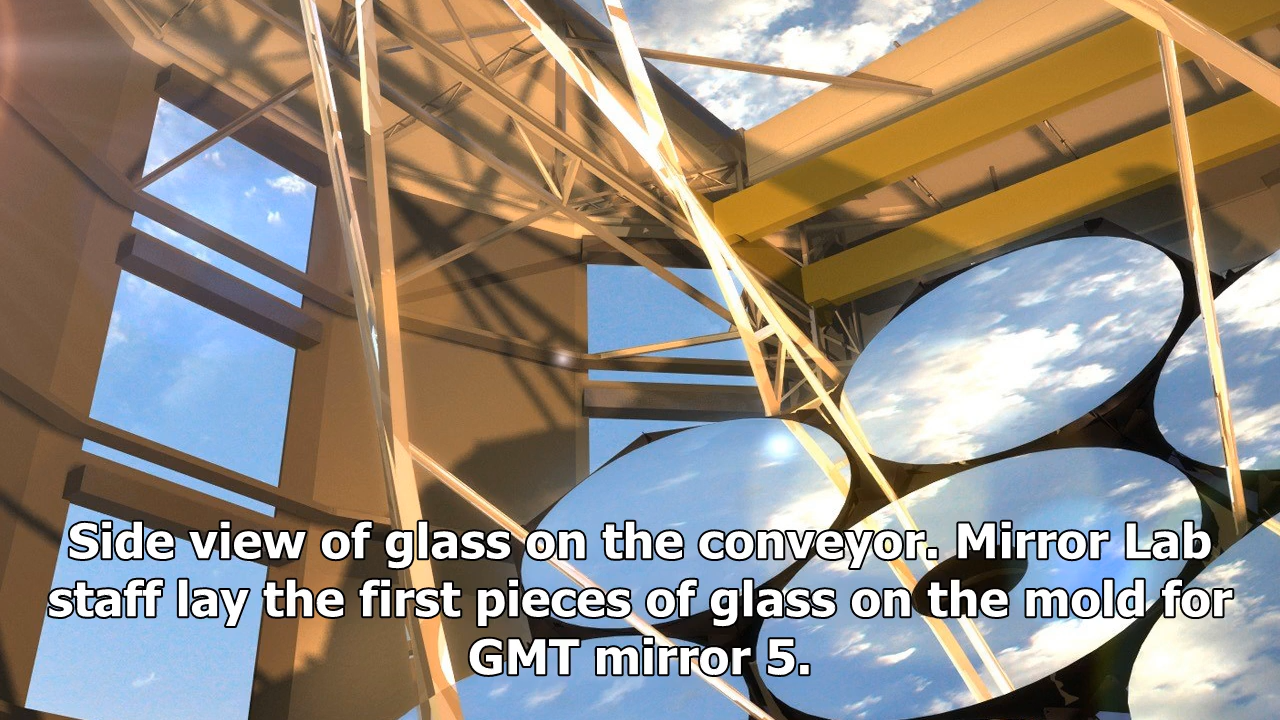 Side view of glass on the conveyor. Mirror Lab
staff lay the first pieces of glass on the mold for
GMT mirror 5.